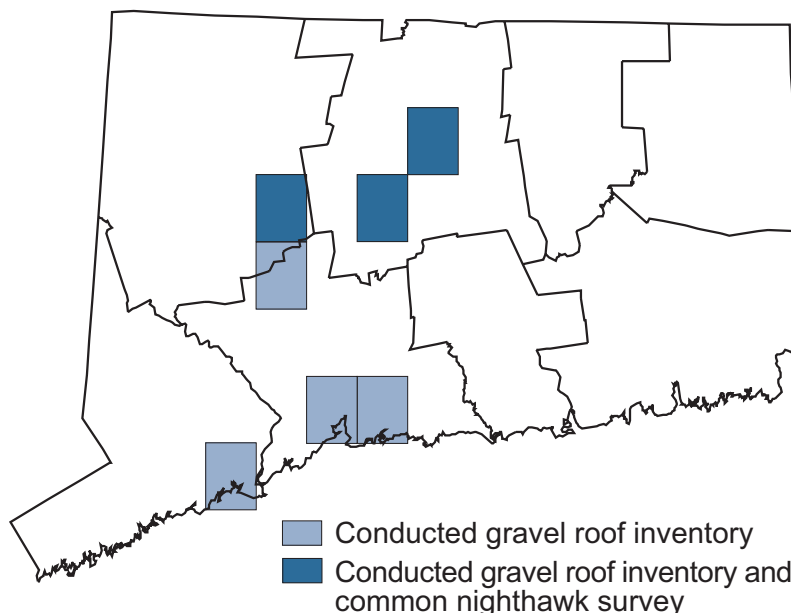 Conducted gravel roof inventory
Conducted gravel roof inventory and
common nighthawk survey